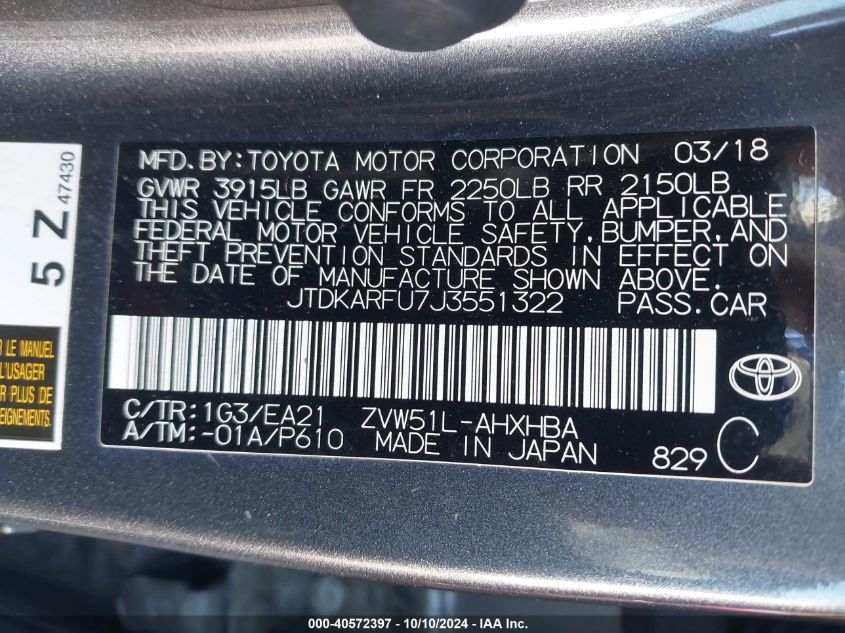 MFD.BY:TOYOTA MOTOR CORPORATION 03/18
GVWR 3915LB GAWR FR 2250LB RR 2150LB
THIS VEHICLE CONFORMS TO ALL APPLICABLE
FEDERAL MOTOR VEHICLE SAFETY,BUMPER,AND
THEFT PREVENTION STANDARDS IN EFFECT ON
THE DATE OF MANUFACTURE SHOWN ABOVE.
JTDKARFU7J3551322 PASS.CAR
C/TR:1G3/EA21 ZVW51L-AHXHBA
A/TM:-01A/P610 MADE IN JAPAN 829 C
5 Z 47430
R LE MANUEL
L'USAGER
R PLUS DE
SEIGNEMENTS.
000-40572397 - 10/10/2024 - IAA Inc.